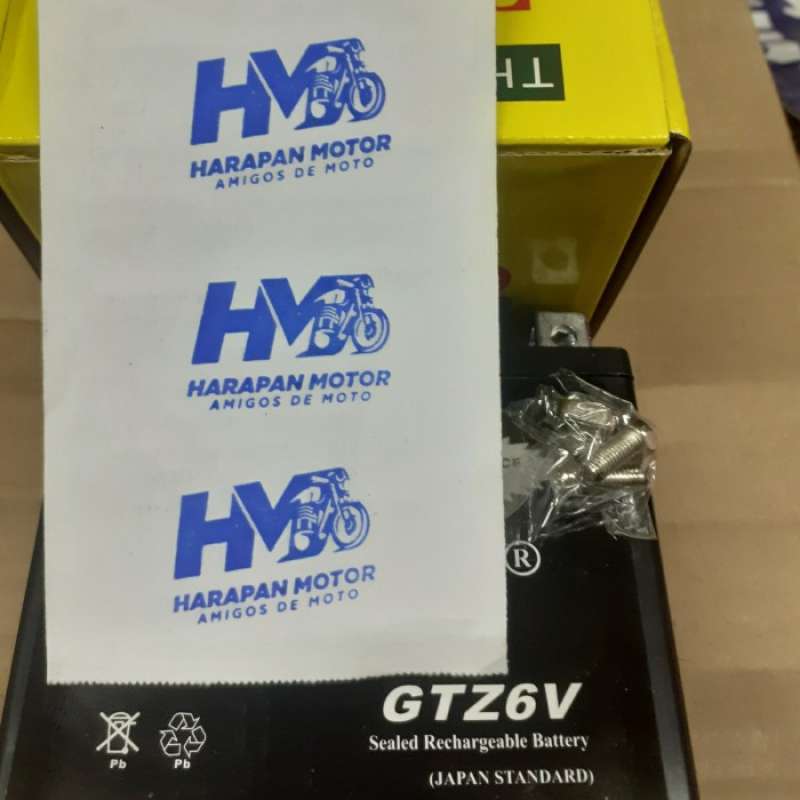 TH
HM
HARAPAN MOTOR
AMIGOS DE MOTO
HM
HARAPAN MOTOR
AMIGOS DE MOTO
HM
HARAPAN MOTOR
AMIGOS DE MOTO
®
GTZ6V
Sealed Rechargeable Battery
(JAPAN STANDARD)
Pb
Pb